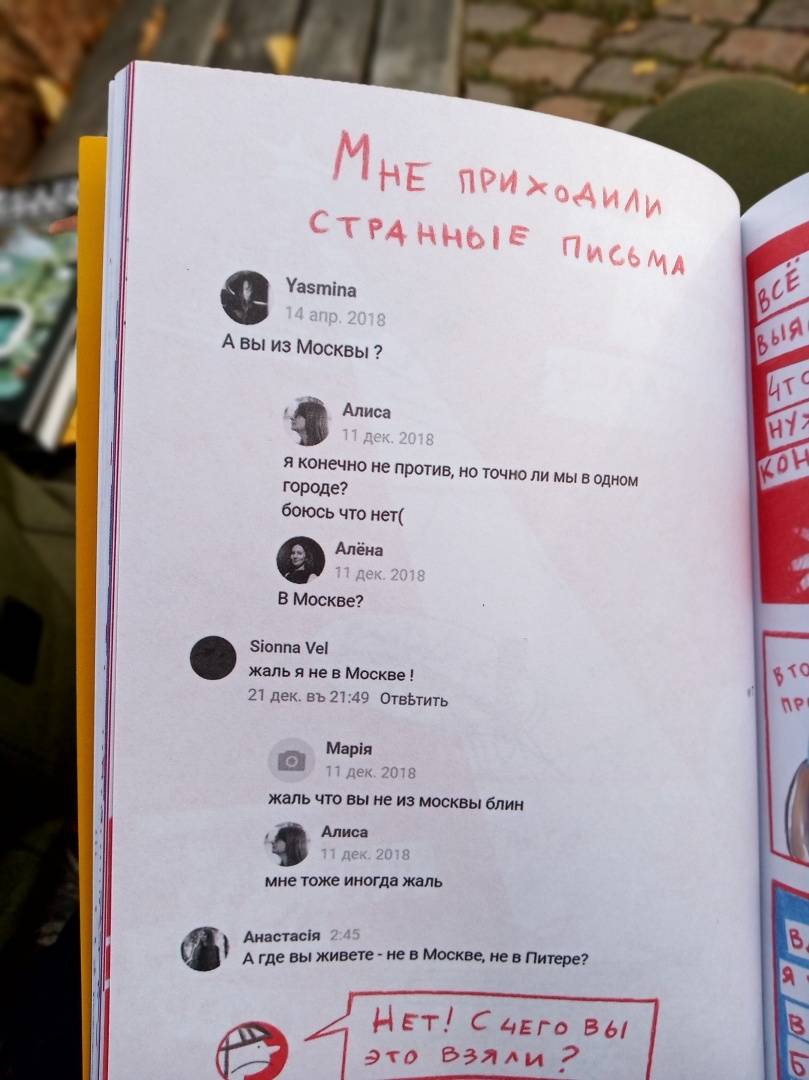 Мне приходили
странные письма
Yasmina
14 апр. 2018
А вы из Москвы ?
Алиса
11 дек. 2018
я конечно не против, но точно ли мы в одном
городе?
боюсь что нет(
Алёна
11 дек. 2018
В Москве?
Sionna Vel
жаль я не в Москве !
21 дек. въ 21:49 Отвѣтить
Марія
11 дек. 2018
жаль что вы не из москвы блин
Алиса
11 дек. 2018
мне тоже иногда жаль
Анастасія 2:45
А где вы живете - не в Москве, не в Питере?
Нет! С чего вы
это взяли?
всё